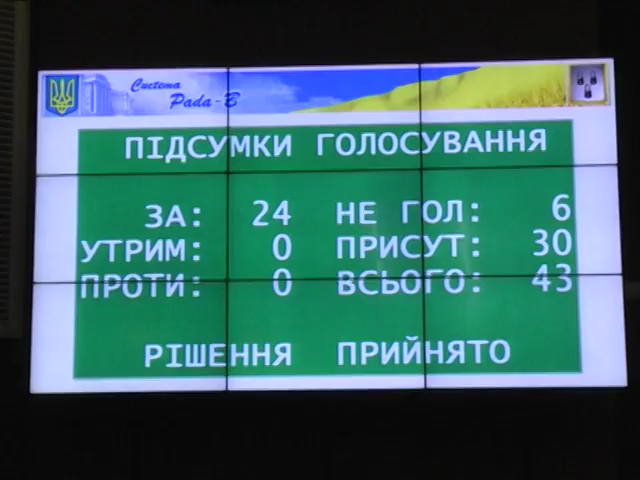 Система
Рада-В
ПІДСУМКИ ГОЛОСУВАННЯ
ЗА: 24 НЕ ГОЛ: 6
УТРИМ: 0 ПРИСУТ: 30
ПРОТИ: 0 ВСЬОГО: 43
РІШЕННЯ ПРИЙНЯТО